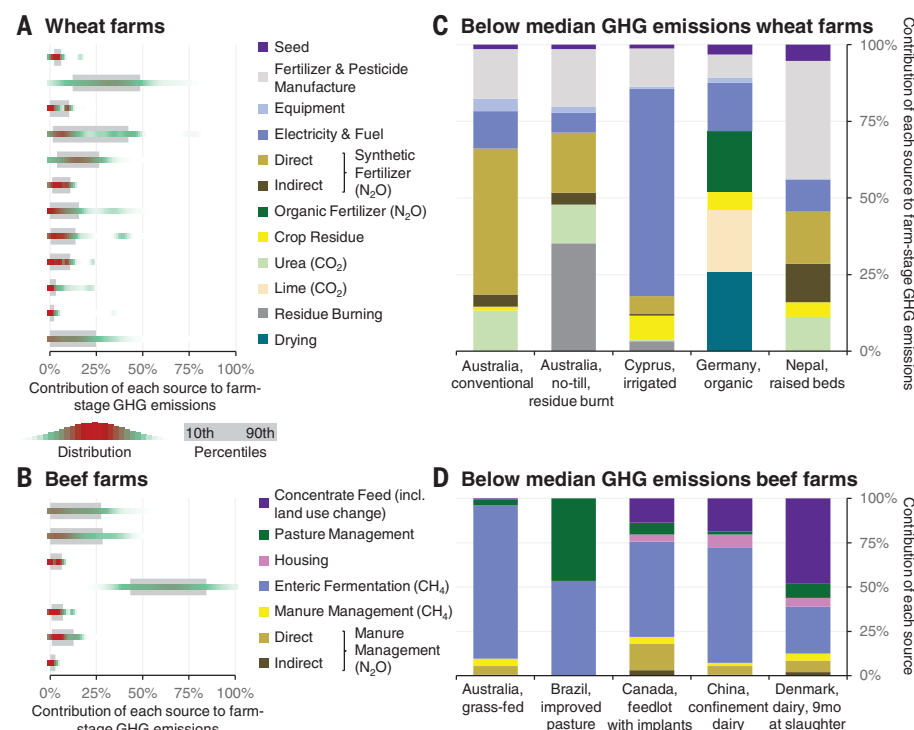 A Wheat farms
Seed
Fertilizer & Pesticide
Manufacture
Equipment
Electricity & Fuel
Direct
Indirect
Synthetic
Fertilizer
(N₂O)
Organic Fertilizer (N₂O)
Crop Residue
Urea (CO₂)
Lime (CO₂)
Residue Burning
Drying
0% 25% 50% 75% 100%
Contribution of each source to farm-
stage GHG emissions
Distribution
10th 90th
Percentiles
B Beef farms
Concentrate Feed (incl.
land use change)
Pasture Management
Housing
Enteric Fermentation (CH₄)
Manure Management (CH₄)
Direct
Indirect
Manure
Management
(N₂O)
0% 25% 50% 75% 100%
Contribution of each source to farm-
stage GHG emissions
C Below median GHG emissions wheat farms
100%
75%
50%
25%
0%
Contribution of each source to farm-stage GHG emissions
Australia,
conventional
Australia,
no-till,
residue burnt
Cyprus,
irrigated
Germany,
organic
Nepal,
raised beds
D Below median GHG emissions beef farms
100%
75%
50%
25%
0%
Contribution of each source
Australia,
grass-fed
Brazil,
improved
pasture
Canada,
feedlot
with implants
China,
confinement
dairy
Denmark,
dairy, 9mo
at slaughter